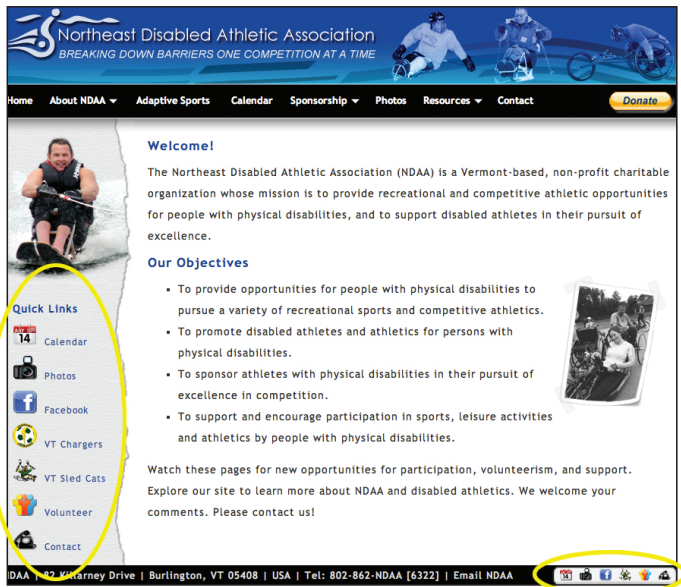 Northeast Disabled Athletic Association
BREAKING DOWN BARRIERS ONE COMPETITION AT A TIME
Home About NDAA Adaptive Sports Calendar Sponsorship Photos Resources Contact Donate
Welcome!
The Northeast Disabled Athletic Association (NDAA) is a Vermont-based, non-profit charitable
organization whose mission is to provide recreational and competitive athletic opportunities
for people with physical disabilities, and to support disabled athletes in their pursuit of
excellence.
Our Objectives
▪ To provide opportunities for people with physical disabilities to
pursue a variety of recreational sports and competitive athletics.
▪ To promote disabled athletes and athletics for persons with
physical disabilities.
▪ To sponsor athletes with physical disabilities in their pursuit of
excellence in competition.
▪ To support and encourage participation in sports, leisure activities
and athletics by people with physical disabilities.
Watch these pages for new opportunities for participation, volunteerism, and support.
Explore our site to learn more about NDAA and disabled athletics. We welcome your
comments. Please contact us!
Quick Links
14
Calendar
Photos
Facebook
VT Chargers
VT Sled Cats
Volunteer
Contact
NDAA | 82 Killarney Drive | Burlington, VT 05408 | USA | Tel: 802-862-NDAA [6322] | Email NDAA
14